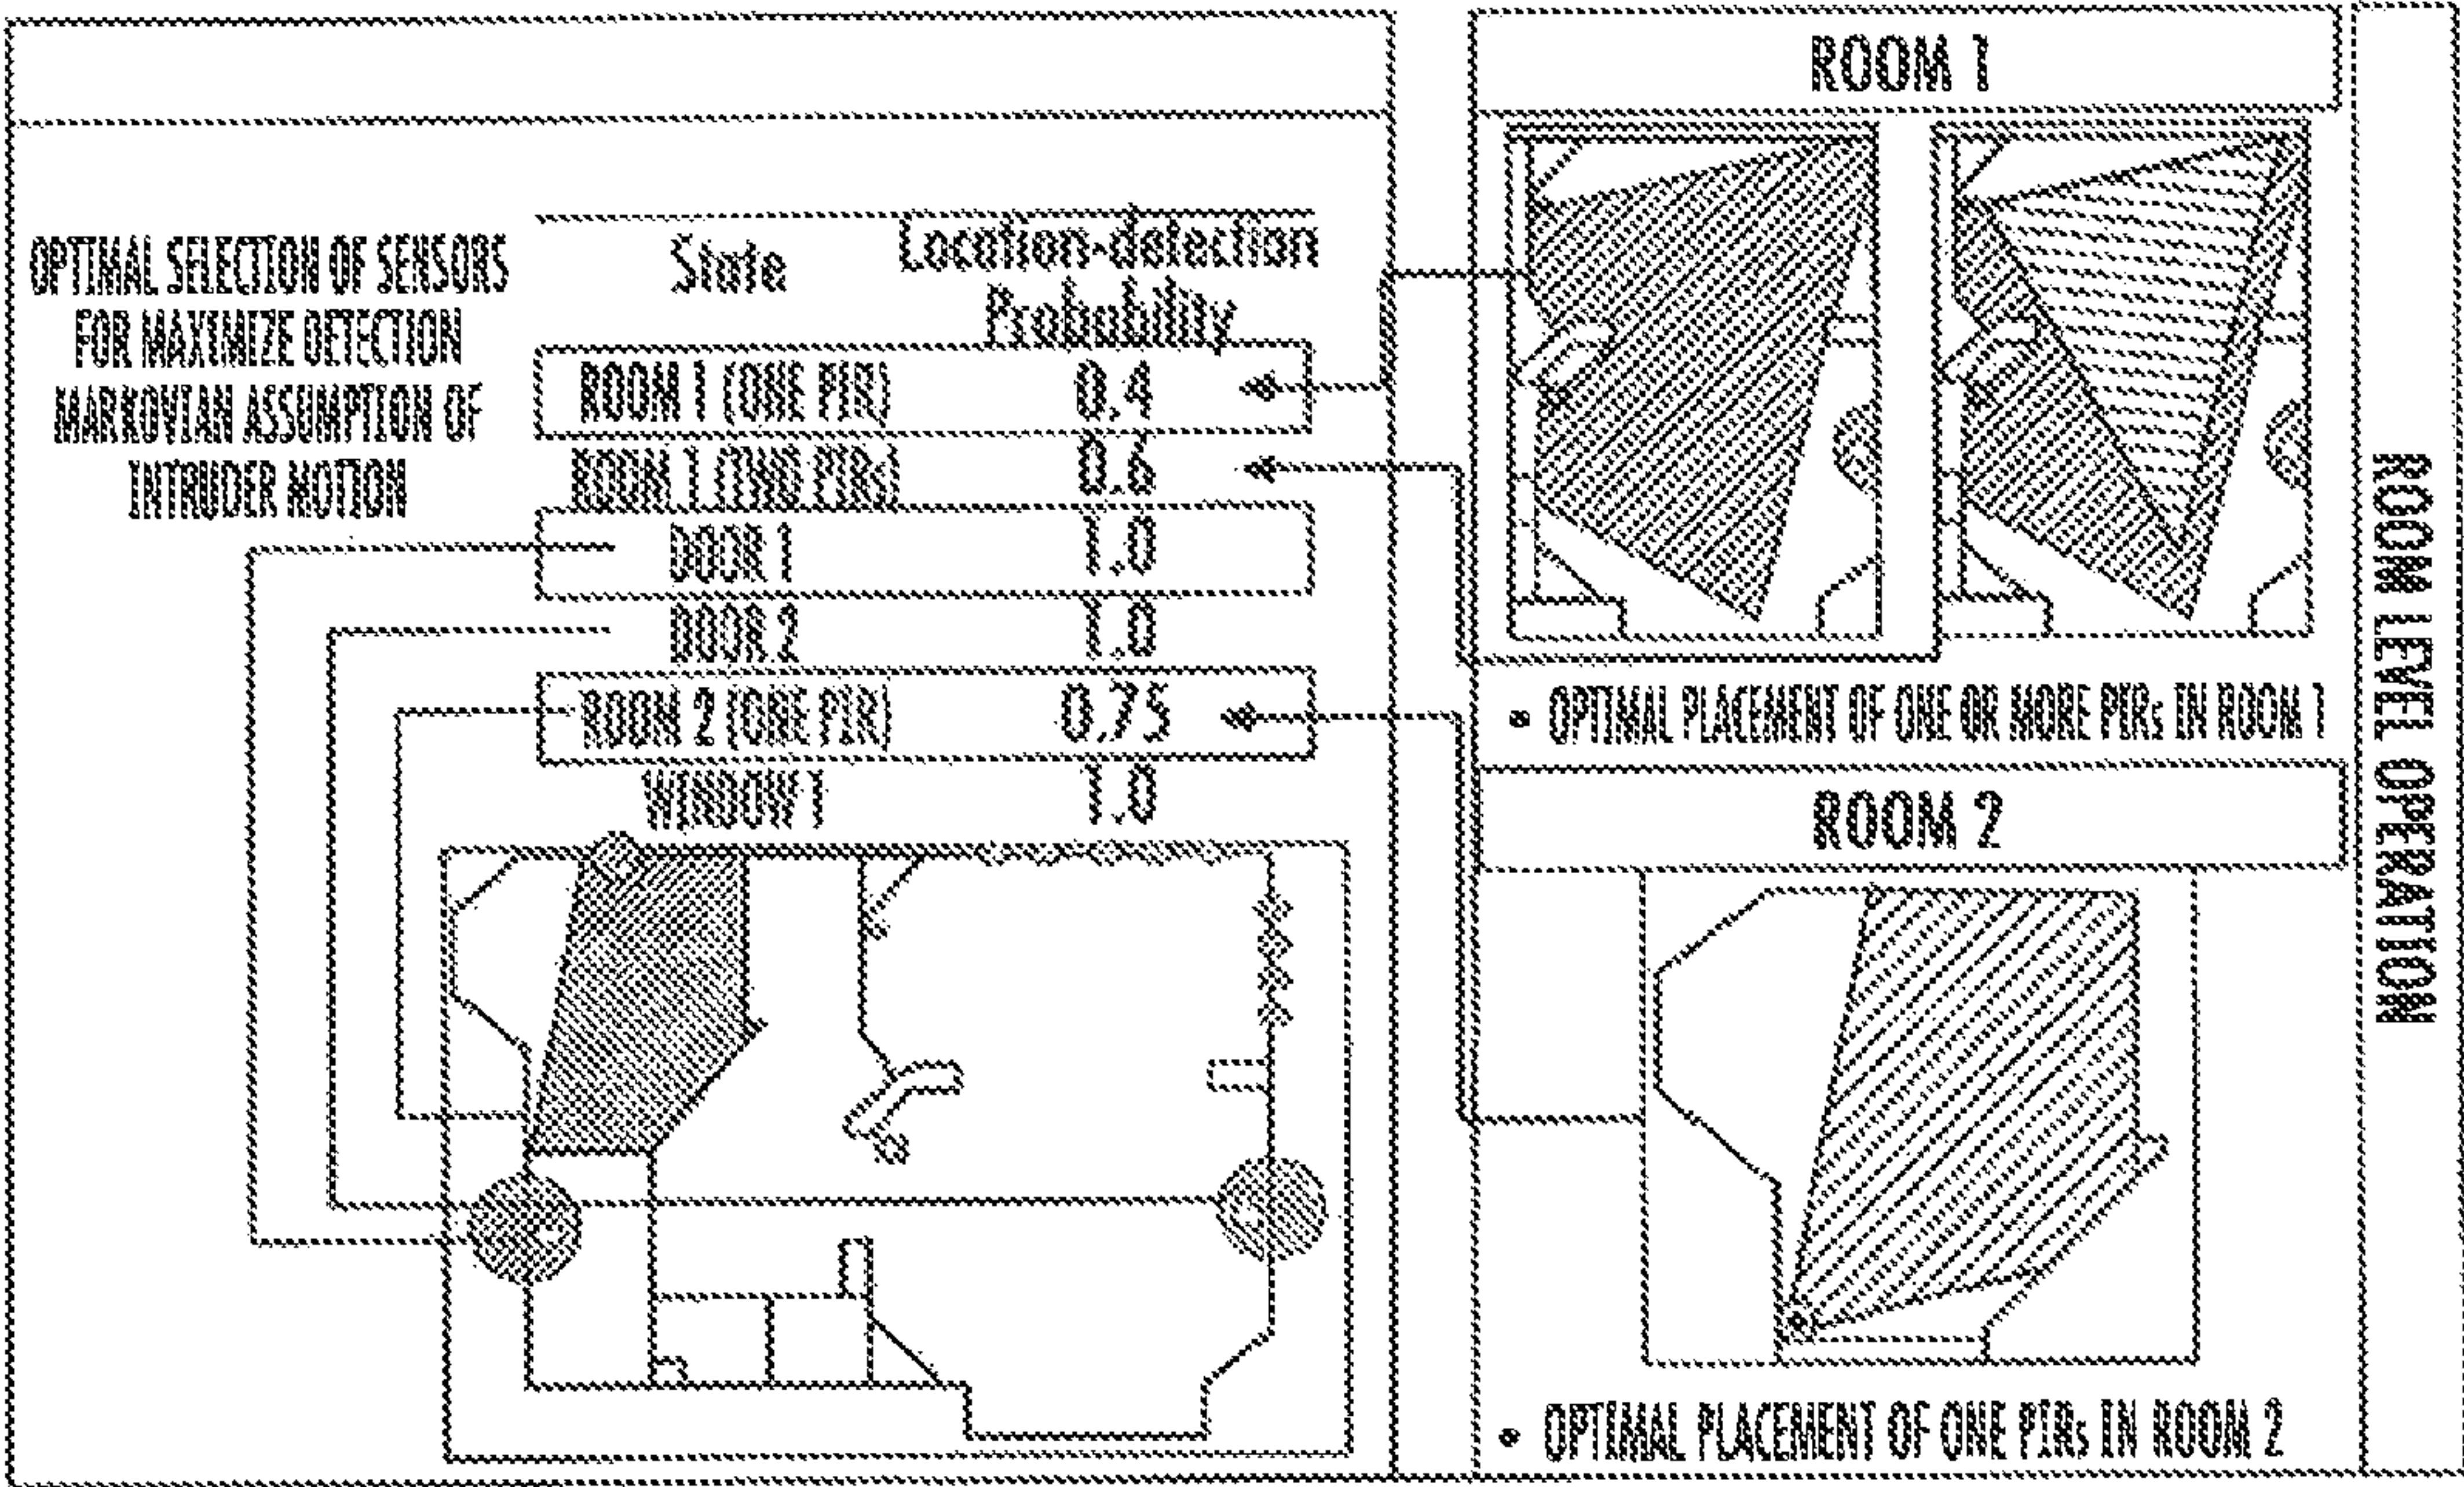 OPTIMAL SELECTION OF SENSORS
FOR MAXIMIZE DETECTION
MARKOVIAN ASSUMPTION OF
INTRUDER MOTION
State Location-detection
Probability
ROOM 1 (ONE PIR) 0.4
ROOM 1 (TWO PIRs) 0.6
DOOR 1 1.0
DOOR 2 1.0
ROOM 2 (ONE PIR) 0.75
WINDOW 1 1.0
ROOM 1
• OPTIMAL PLACEMENT OF ONE OR MORE PIRs IN ROOM 1
ROOM 2
• OPTIMAL PLACEMENT OF ONE PIRs IN ROOM 2
ROOM LEVEL OPERATION